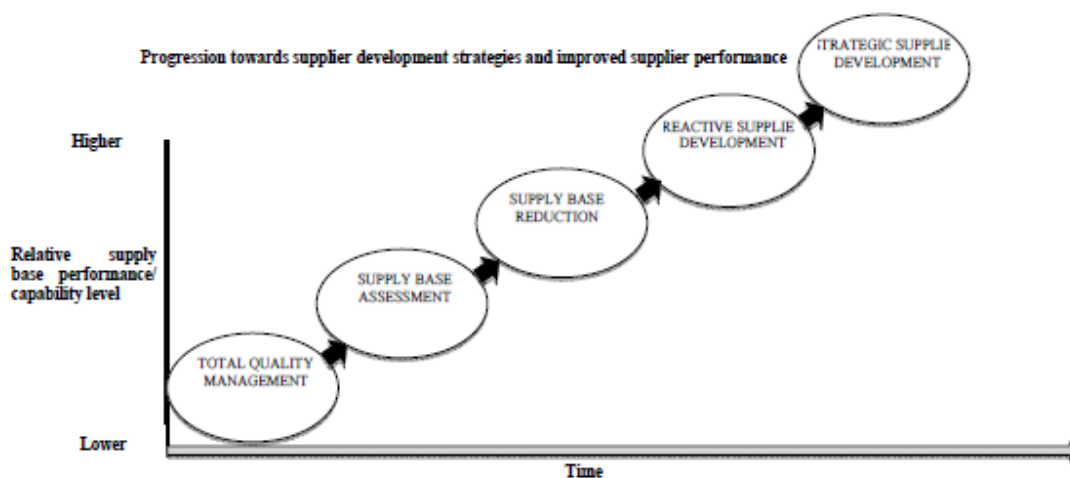 Progression towards supplier development strategies and improved supplier performance
TRATEGIC SUPPLIE
DEVELOPMENT
REACTIVE SUPPLIE
DEVELOPMENT
Higher
SUPPLY BASE
REDUCTION
Relative supply
base performance/
capability level
SUPPLY BASE
ASSESSMENT
TOTAL QUALITY
MANAGEMENT
Lower
Time